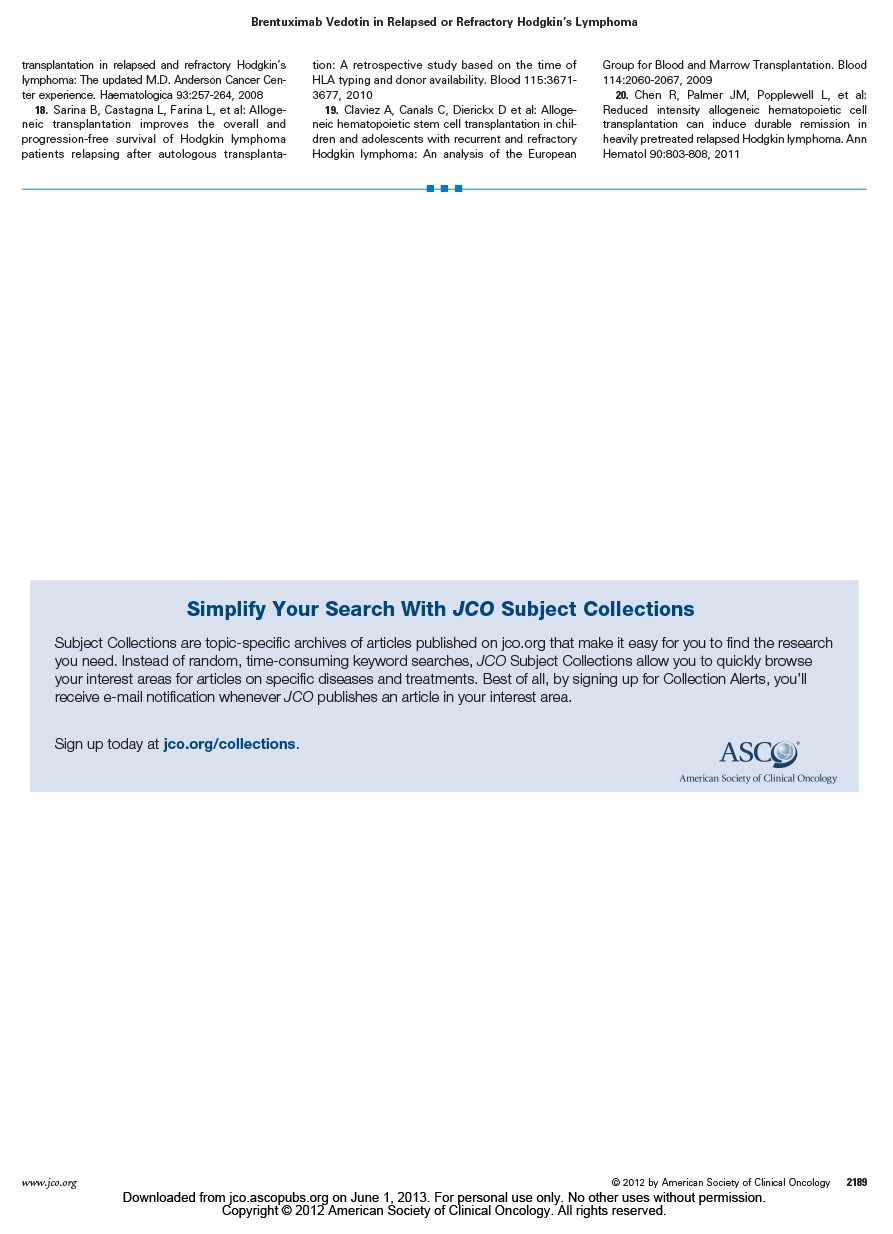 Brentuximab Vedotin in Relapsed or Refractory Hodgkin's Lymphoma
transplantation in relapsed and refractory Hodgkin's
lymphoma: The updated M.D. Anderson Cancer Cen-
ter experience. Haematologica 93:257-264, 2008
18. Sarina B, Castagna L, Farina L, et al: Alloge-
neic transplantation improves the overall and
progression-free survival of Hodgkin lymphoma
patients relapsing after autologous transplanta-
tion: A retrospective study based on the time of
HLA typing and donor availability. Blood 115:3671-
3677, 2010
19. Claviez A, Canals C, Dierickx D et al: Alloge-
neic hematopoietic stem cell transplantation in chil-
dren and adolescents with recurrent and refractory
Hodgkin lymphoma: An analysis of the European
Group for Blood and Marrow Transplantation. Blood
114:2060-2067, 2009
20. Chen R, Palmer JM, Popplewell L, et al:
Reduced intensity allogeneic hematopoietic cell
transplantation can induce durable remission in
heavily pretreated relapsed Hodgkin lymphoma. Ann
Hematol 90:803-808, 2011
Simplify Your Search With JCO Subject Collections
Subject Collections are topic-specific archives of articles published on jco.org that make it easy for you to find the research
you need. Instead of random, time-consuming keyword searches, JCO Subject Collections allow you to quickly browse
your interest areas for articles on specific diseases and treatments. Best of all, by signing up for Collection Alerts, you'll
receive e-mail notification whenever JCO publishes an article in your interest area.
Sign up today at jco.org/collections.
ASCO®
American Society of Clinical Oncology
www.jco.org
© 2012 by American Society of Clinical Oncology 2189
Downloaded from jco.ascopubs.org on June 1, 2013. For personal use only. No other uses without permission.
Copyright © 2012 American Society of Clinical Oncology. All rights reserved.